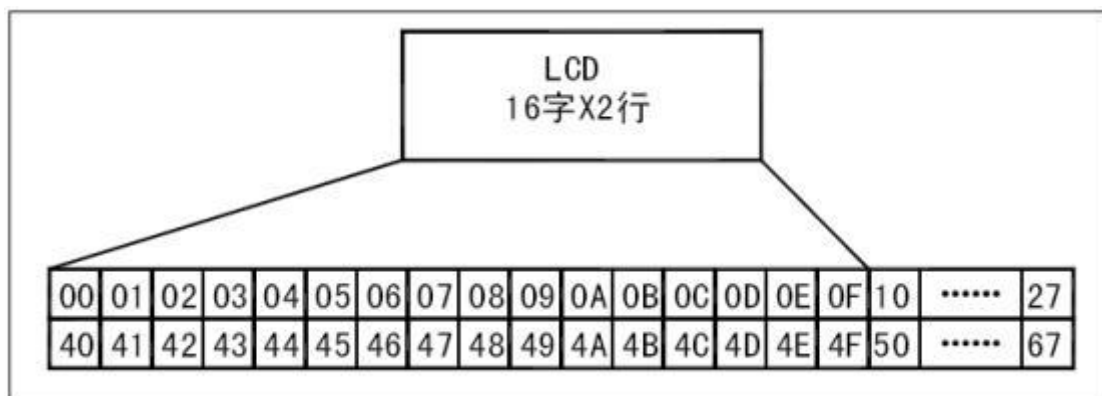 LCD
16字X2行
00 01 02 03 04 05 06 07 08 09 0A 0B 0C 0D 0E 0F 10 …… 27
40 41 42 43 44 45 46 47 48 49 4A 4B 4C 4D 4E 4F 50 …… 67